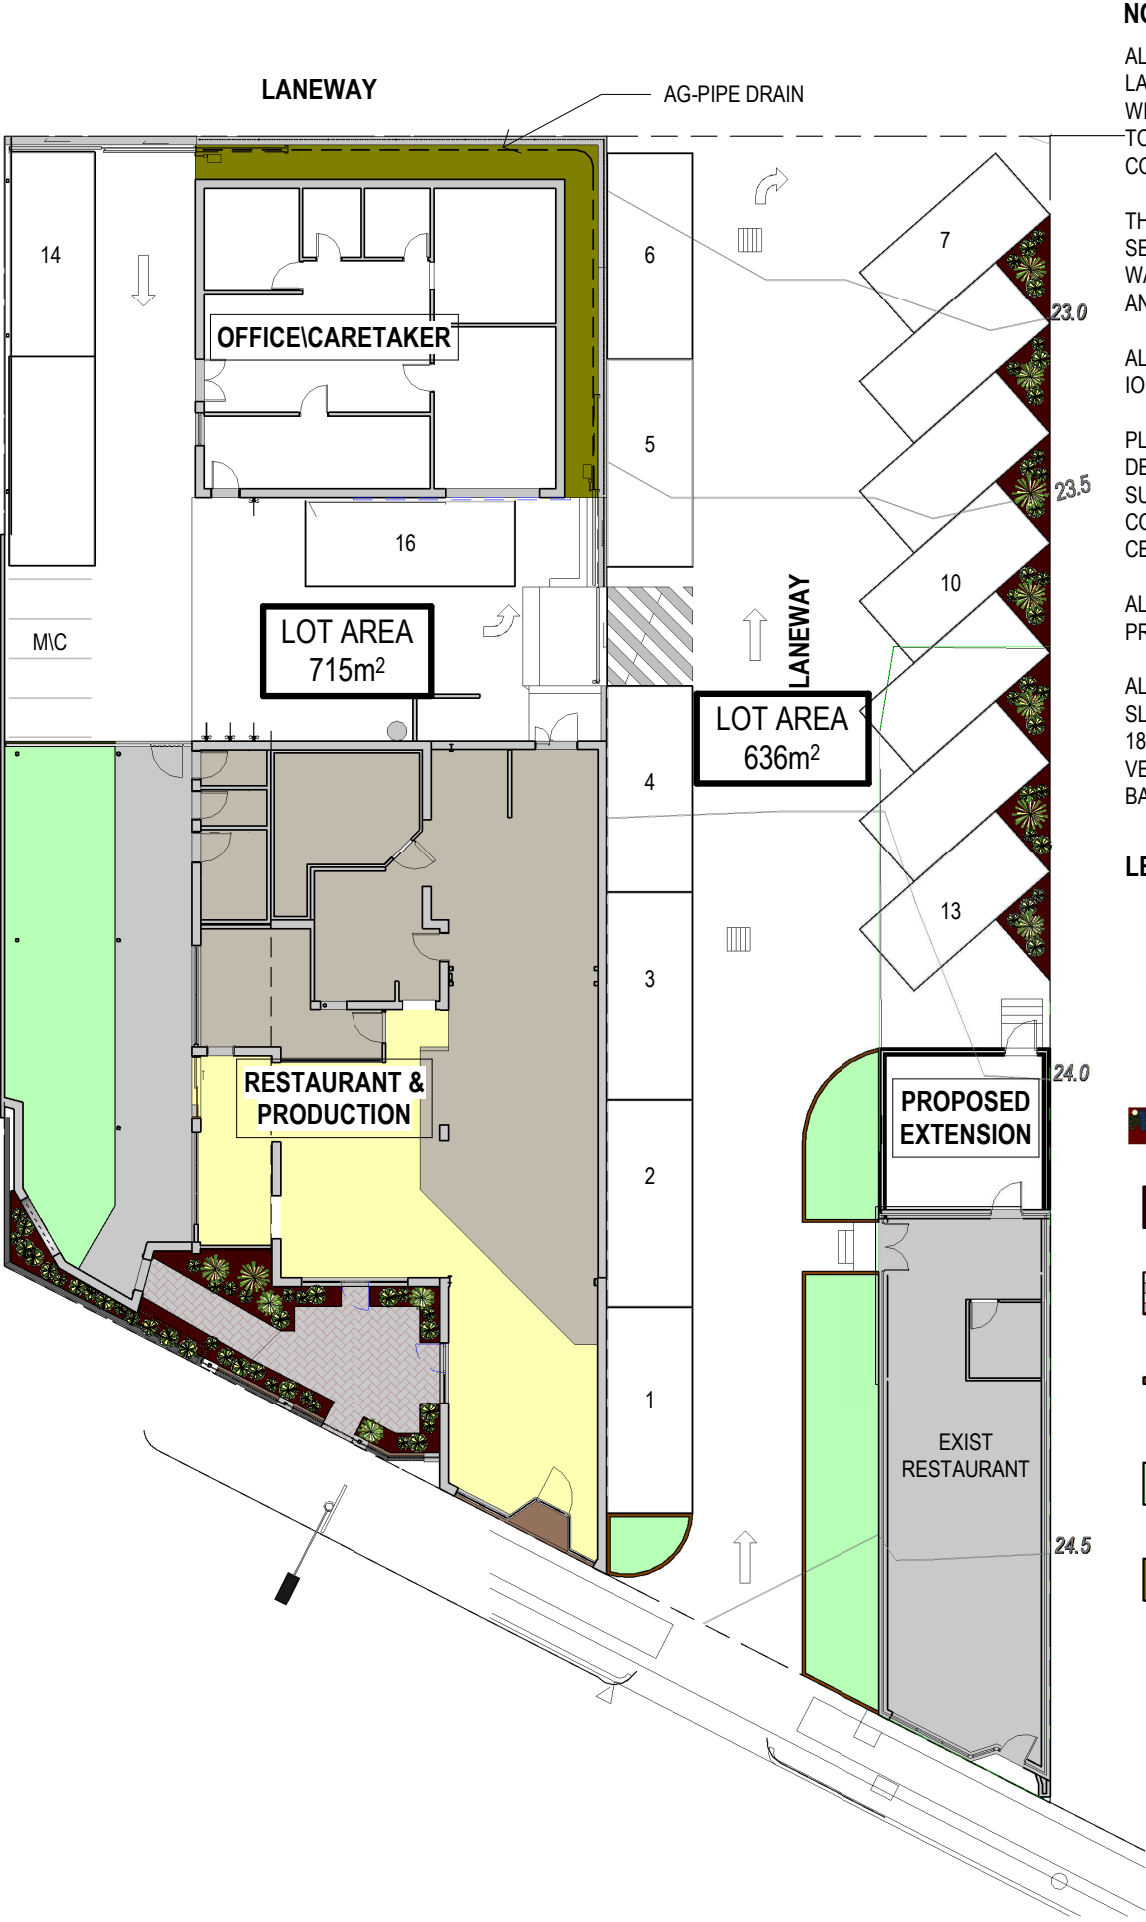 LANEWAY
AG-PIPE DRAIN
14
6
7
23.0
OFFICE\CARETAKER
5
23.5
16
10
LANEWAY
M\C
LOT AREA
715m²
LOT AREA
636m²
4
13
3
24.0
RESTAURANT &
PRODUCTION
PROPOSED
EXTENSION
2
1
EXIST
RESTAURANT
24.5